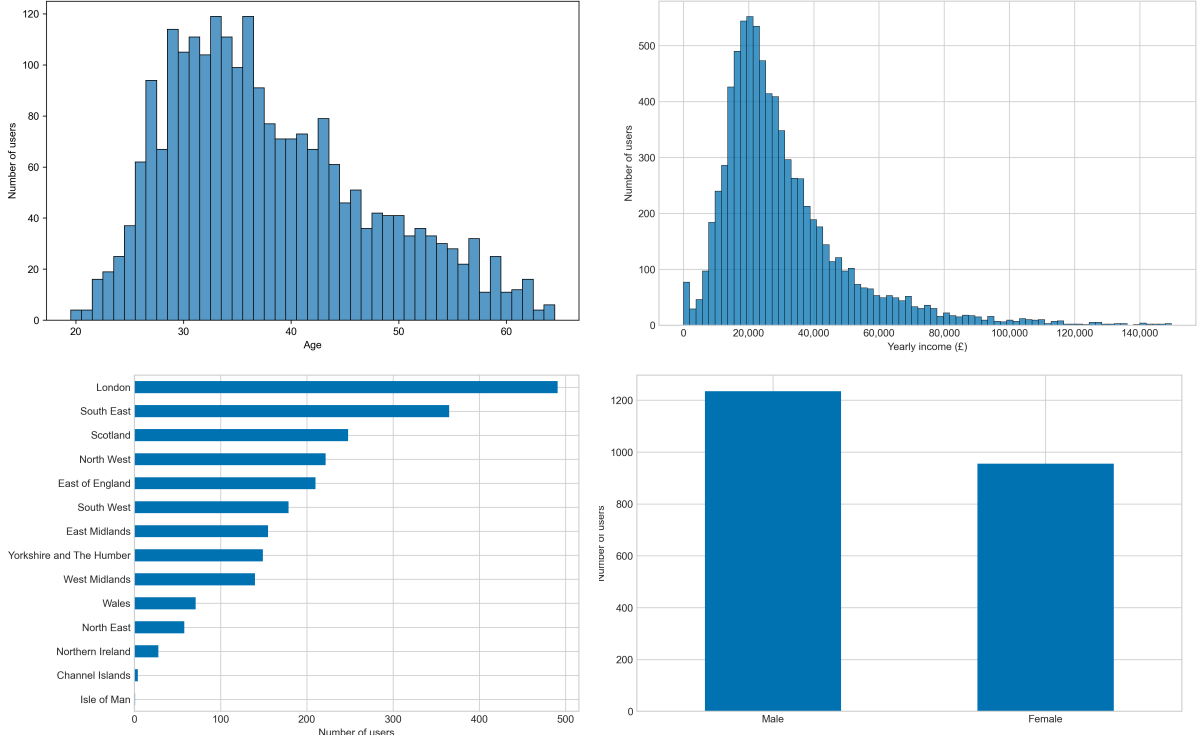 120
100
80
60
40
20
0
Number of users
20 30 40 50 60
Age
500
400
300
200
100
0
Number of users
0 20,000 40,000 60,000 80,000 100,000 120,000 140,000
Yearly income (£)
London
South East
Scotland
North West
East of England
South West
East Midlands
Yorkshire and The Humber
West Midlands
Wales
North East
Northern Ireland
Channel Islands
Isle of Man
0 100 200 300 400 500
Number of users
1200
1000
800
600
400
200
0
Number of users
Male Female